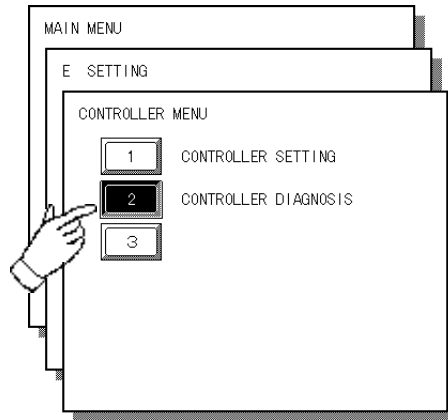 MAIN MENU
E SETTING
CONTROLLER MENU
1 CONTROLLER SETTING
2 CONTROLLER DIAGNOSIS
3